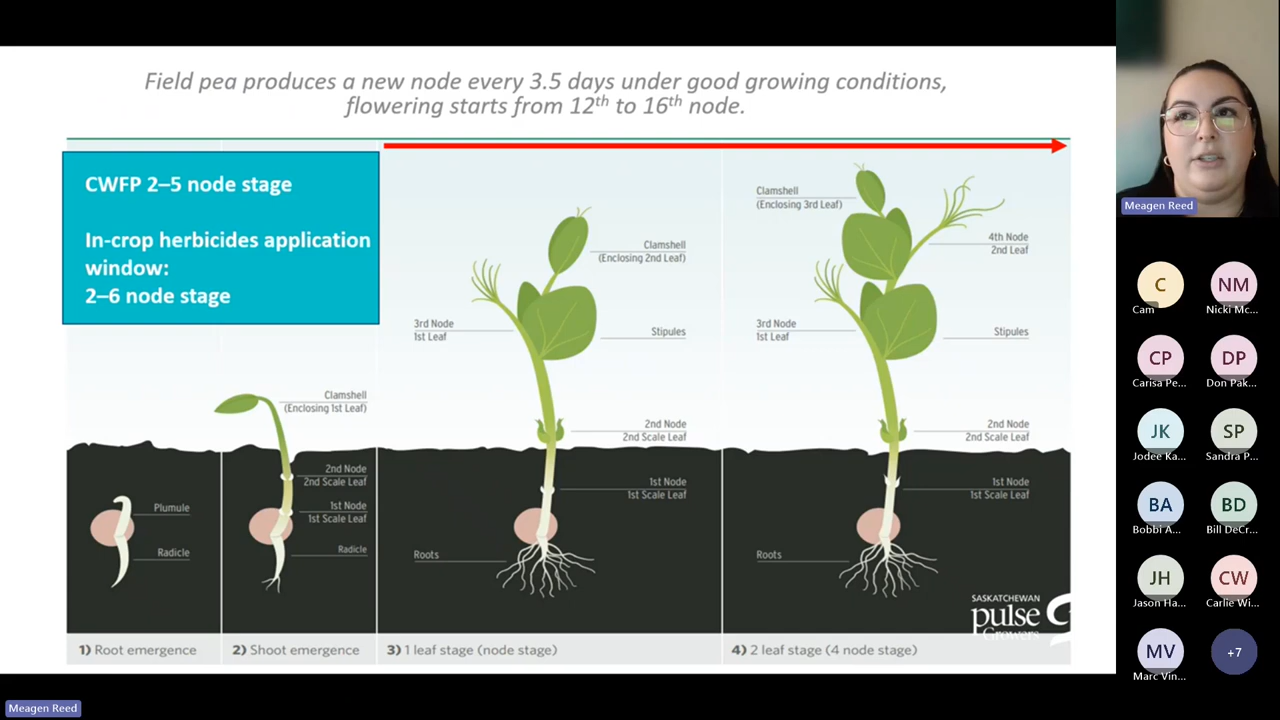 Field pea produces a new node every 3.5 days under good growing conditions,
flowering starts from 12th to 16th node.
CWFP 2–5 node stage
In-crop herbicides application
window:
2–6 node stage
Plumule
Radicle
1) Root emergence
Clamshell
(Enclosing 1st Leaf)
2nd Node
2nd Scale Leaf
1st Node
1st Scale Leaf
Radicle
2) Shoot emergence
Clamshell
(Enclosing 2nd Leaf)
3rd Node
1st Leaf
Stipules
2nd Node
2nd Scale Leaf
1st Node
1st Scale Leaf
Roots
3) 1 leaf stage (node stage)
Clamshell
(Enclosing 3rd Leaf)
4th Node
2nd Leaf
3rd Node
1st Leaf
Stipules
2nd Node
2nd Scale Leaf
1st Node
1st Scale Leaf
Roots
SASKATCHEWAN
pulse
Growers
4) 2 leaf stage (4 node stage)
Meagen Reed
C
Cam
NM
Nicki Mc...
CP
Carisa Pe...
DP
Don Pak...
JK
Jodee Ka...
SP
Sandra P...
BA
Bobbi A...
BD
Bill DeCr...
JH
Jason Ha...
CW
Carlie Wi...
MV
Marc Vin...
+7
Meagen Reed